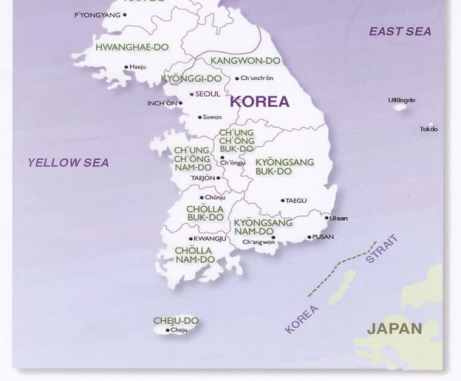 P'YONGYANG
EAST SEA
HWANGHAE-DO
Haeju
KANGWON-DO
KYŎNGGI-DO
Ch'unch'ŏn
SEOUL
INCH'ŎN
KOREA
Ullŭngdo
Suwon
Tokdo
CH'UNG
CH'ŎNG
BUK-DO
CH'UNG
CH'ŎNG
NAM-DO
Ch'ŏngju
YELLOW SEA
KYŎNGSANG
BUK-DO
TAEJŎN
Chŏnju
TAEGU
CHŎLLA
BUK-DO
Ulsan
KYŎNGSANG
NAM-DO
KWANGJU
Ch'angwon
PUSAN
CHŎLLA
NAM-DO
STRAIT
KOREA
CHEJU-DO
Cheju
JAPAN